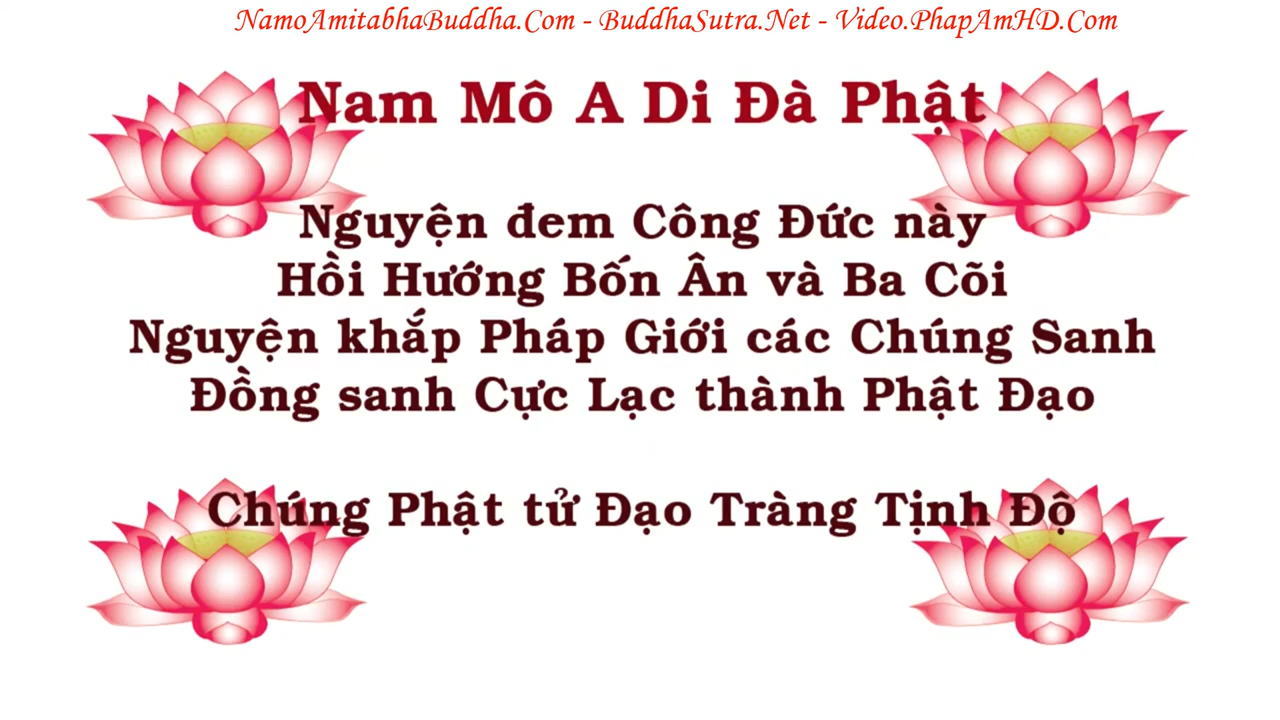 NamoAmitabhaBuddha.Com - BuddhaSutra.Net - Video.PhapAmHD.Com
Nam Mô A Di Đà Phật
Nguyện đem Công Đức này
Hồi Hướng Bốn Ân và Ba Cõi
Nguyện khắp Pháp Giới các Chúng Sanh
Đồng sanh Cực Lạc thành Phật Đạo
Chúng Phật tử Đạo Tràng Tịnh Độ